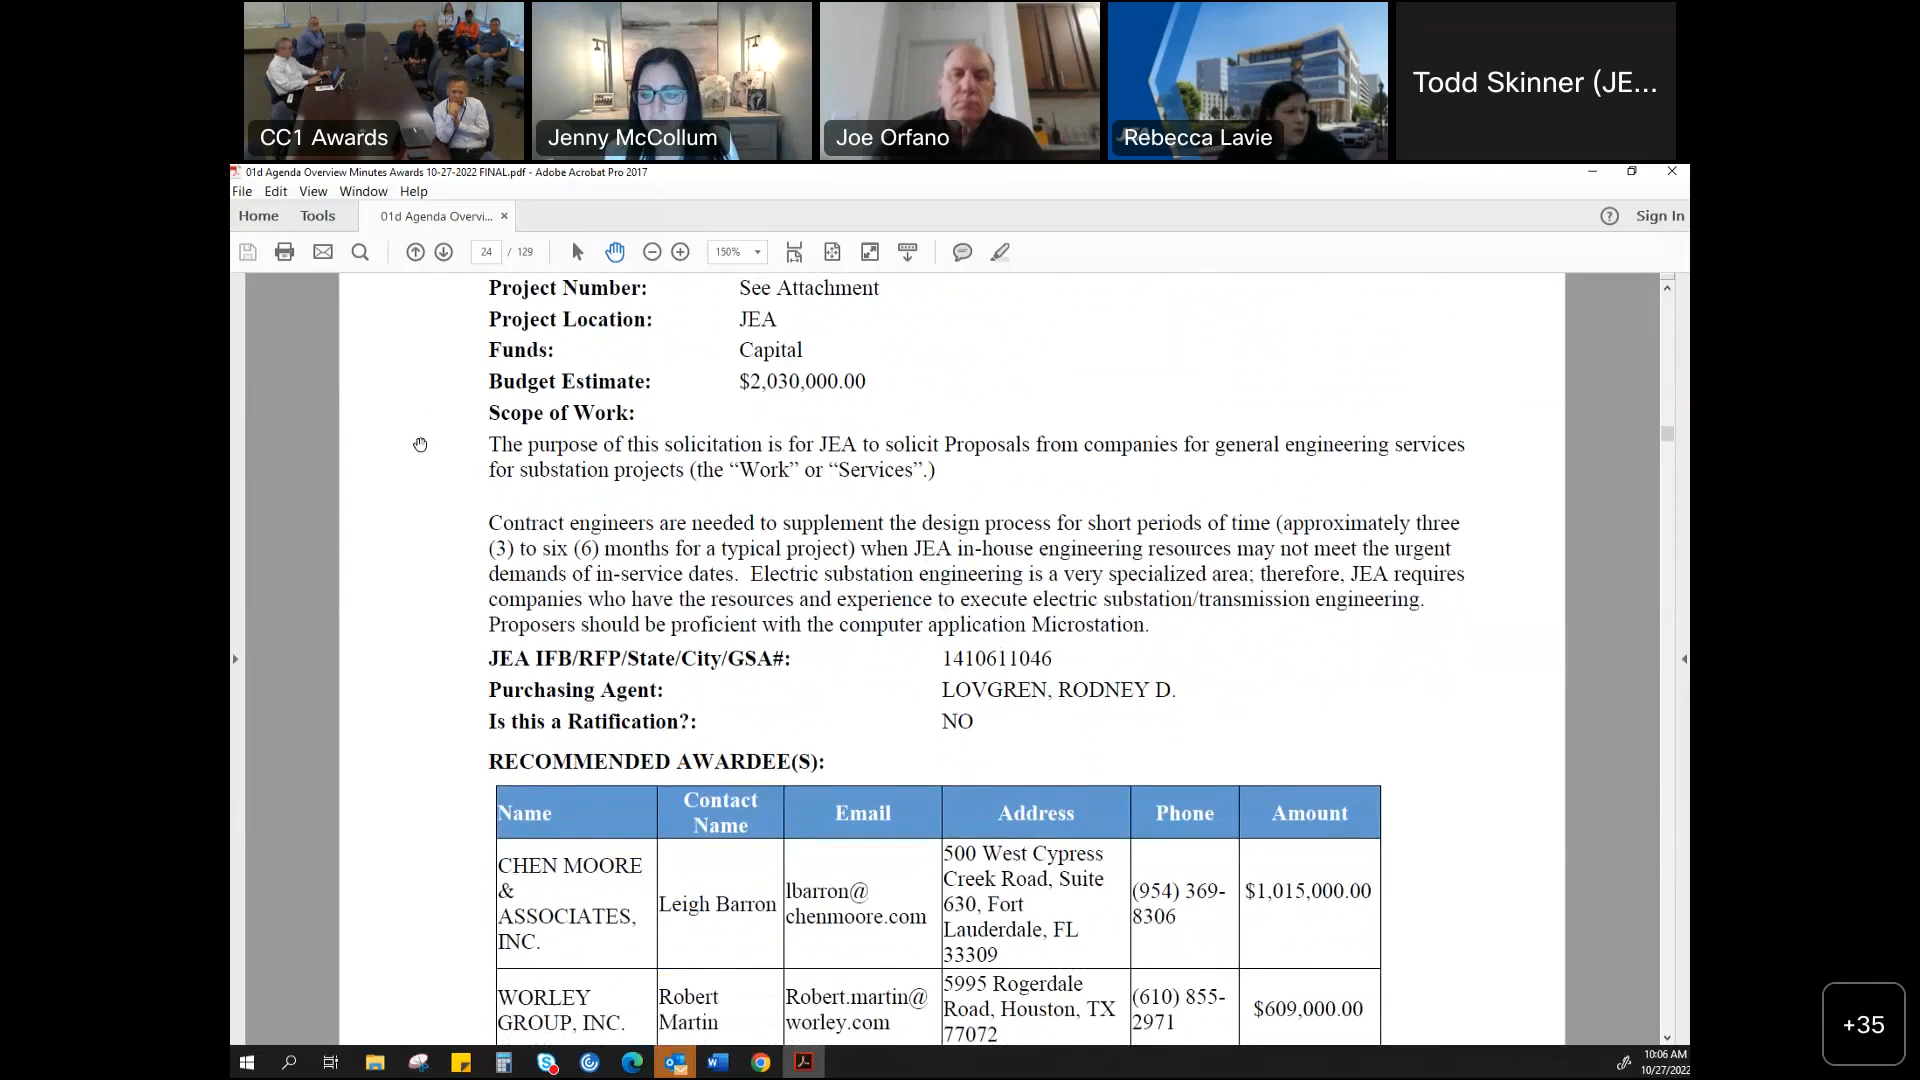 CC1 Awards
Jenny McCollum
Joe Orfano
Rebecca Lavie
Todd Skinner (JE...
01d Agenda Overview Minutes Awards 10-27-2022 FINAL.pdf - Adobe Acrobat Pro 2017
File Edit View Window Help
Home Tools 01d Agenda Overvi... × Sign In
24 / 129 150%
Project Number: See Attachment
Project Location: JEA
Funds: Capital
Budget Estimate: $2,030,000.00
Scope of Work:
The purpose of this solicitation is for JEA to solicit Proposals from companies for general engineering services
for substation projects (the “Work” or “Services”.)
Contract engineers are needed to supplement the design process for short periods of time (approximately three
(3) to six (6) months for a typical project) when JEA in-house engineering resources may not meet the urgent
demands of in-service dates. Electric substation engineering is a very specialized area; therefore, JEA requires
companies who have the resources and experience to execute electric substation/transmission engineering.
Proposers should be proficient with the computer application Microstation.
JEA IFB/RFP/State/City/GSA#: 1410611046
Purchasing Agent: LOVGREN, RODNEY D.
Is this a Ratification?: NO
RECOMMENDED AWARDEE(S):
Name
Contact
Name
Email
Address
Phone
Amount
CHEN MOORE
&
ASSOCIATES,
INC.
Leigh Barron
lbarron@
chenmoore.com
500 West Cypress
Creek Road, Suite
630, Fort
Lauderdale, FL
33309
(954) 369-
8306
$1,015,000.00
WORLEY
GROUP, INC.
Robert
Martin
Robert.martin@
worley.com
5995 Rogerdale
Road, Houston, TX
77072
(610) 855-
2971
$609,000.00
+35
10:06 AM
10/27/2022